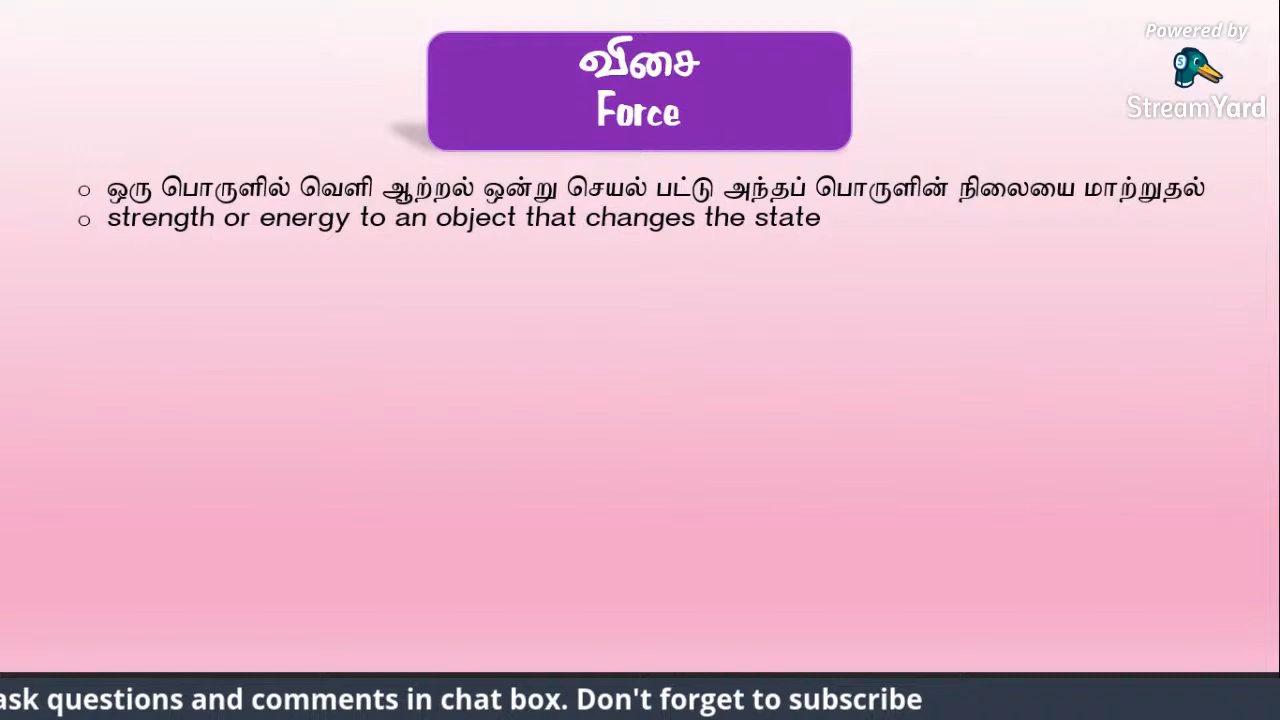 Powered by
StreamYard
விசை
Force
ஒரு பொருளில் வெளி ஆற்றல் ஒன்று செயல் பட்டு அந்தப் பொருளின் நிலையை மாற்றுதல்
strength or energy to an object that changes the state
ask questions and comments in chat box. Don't forget to subscribe